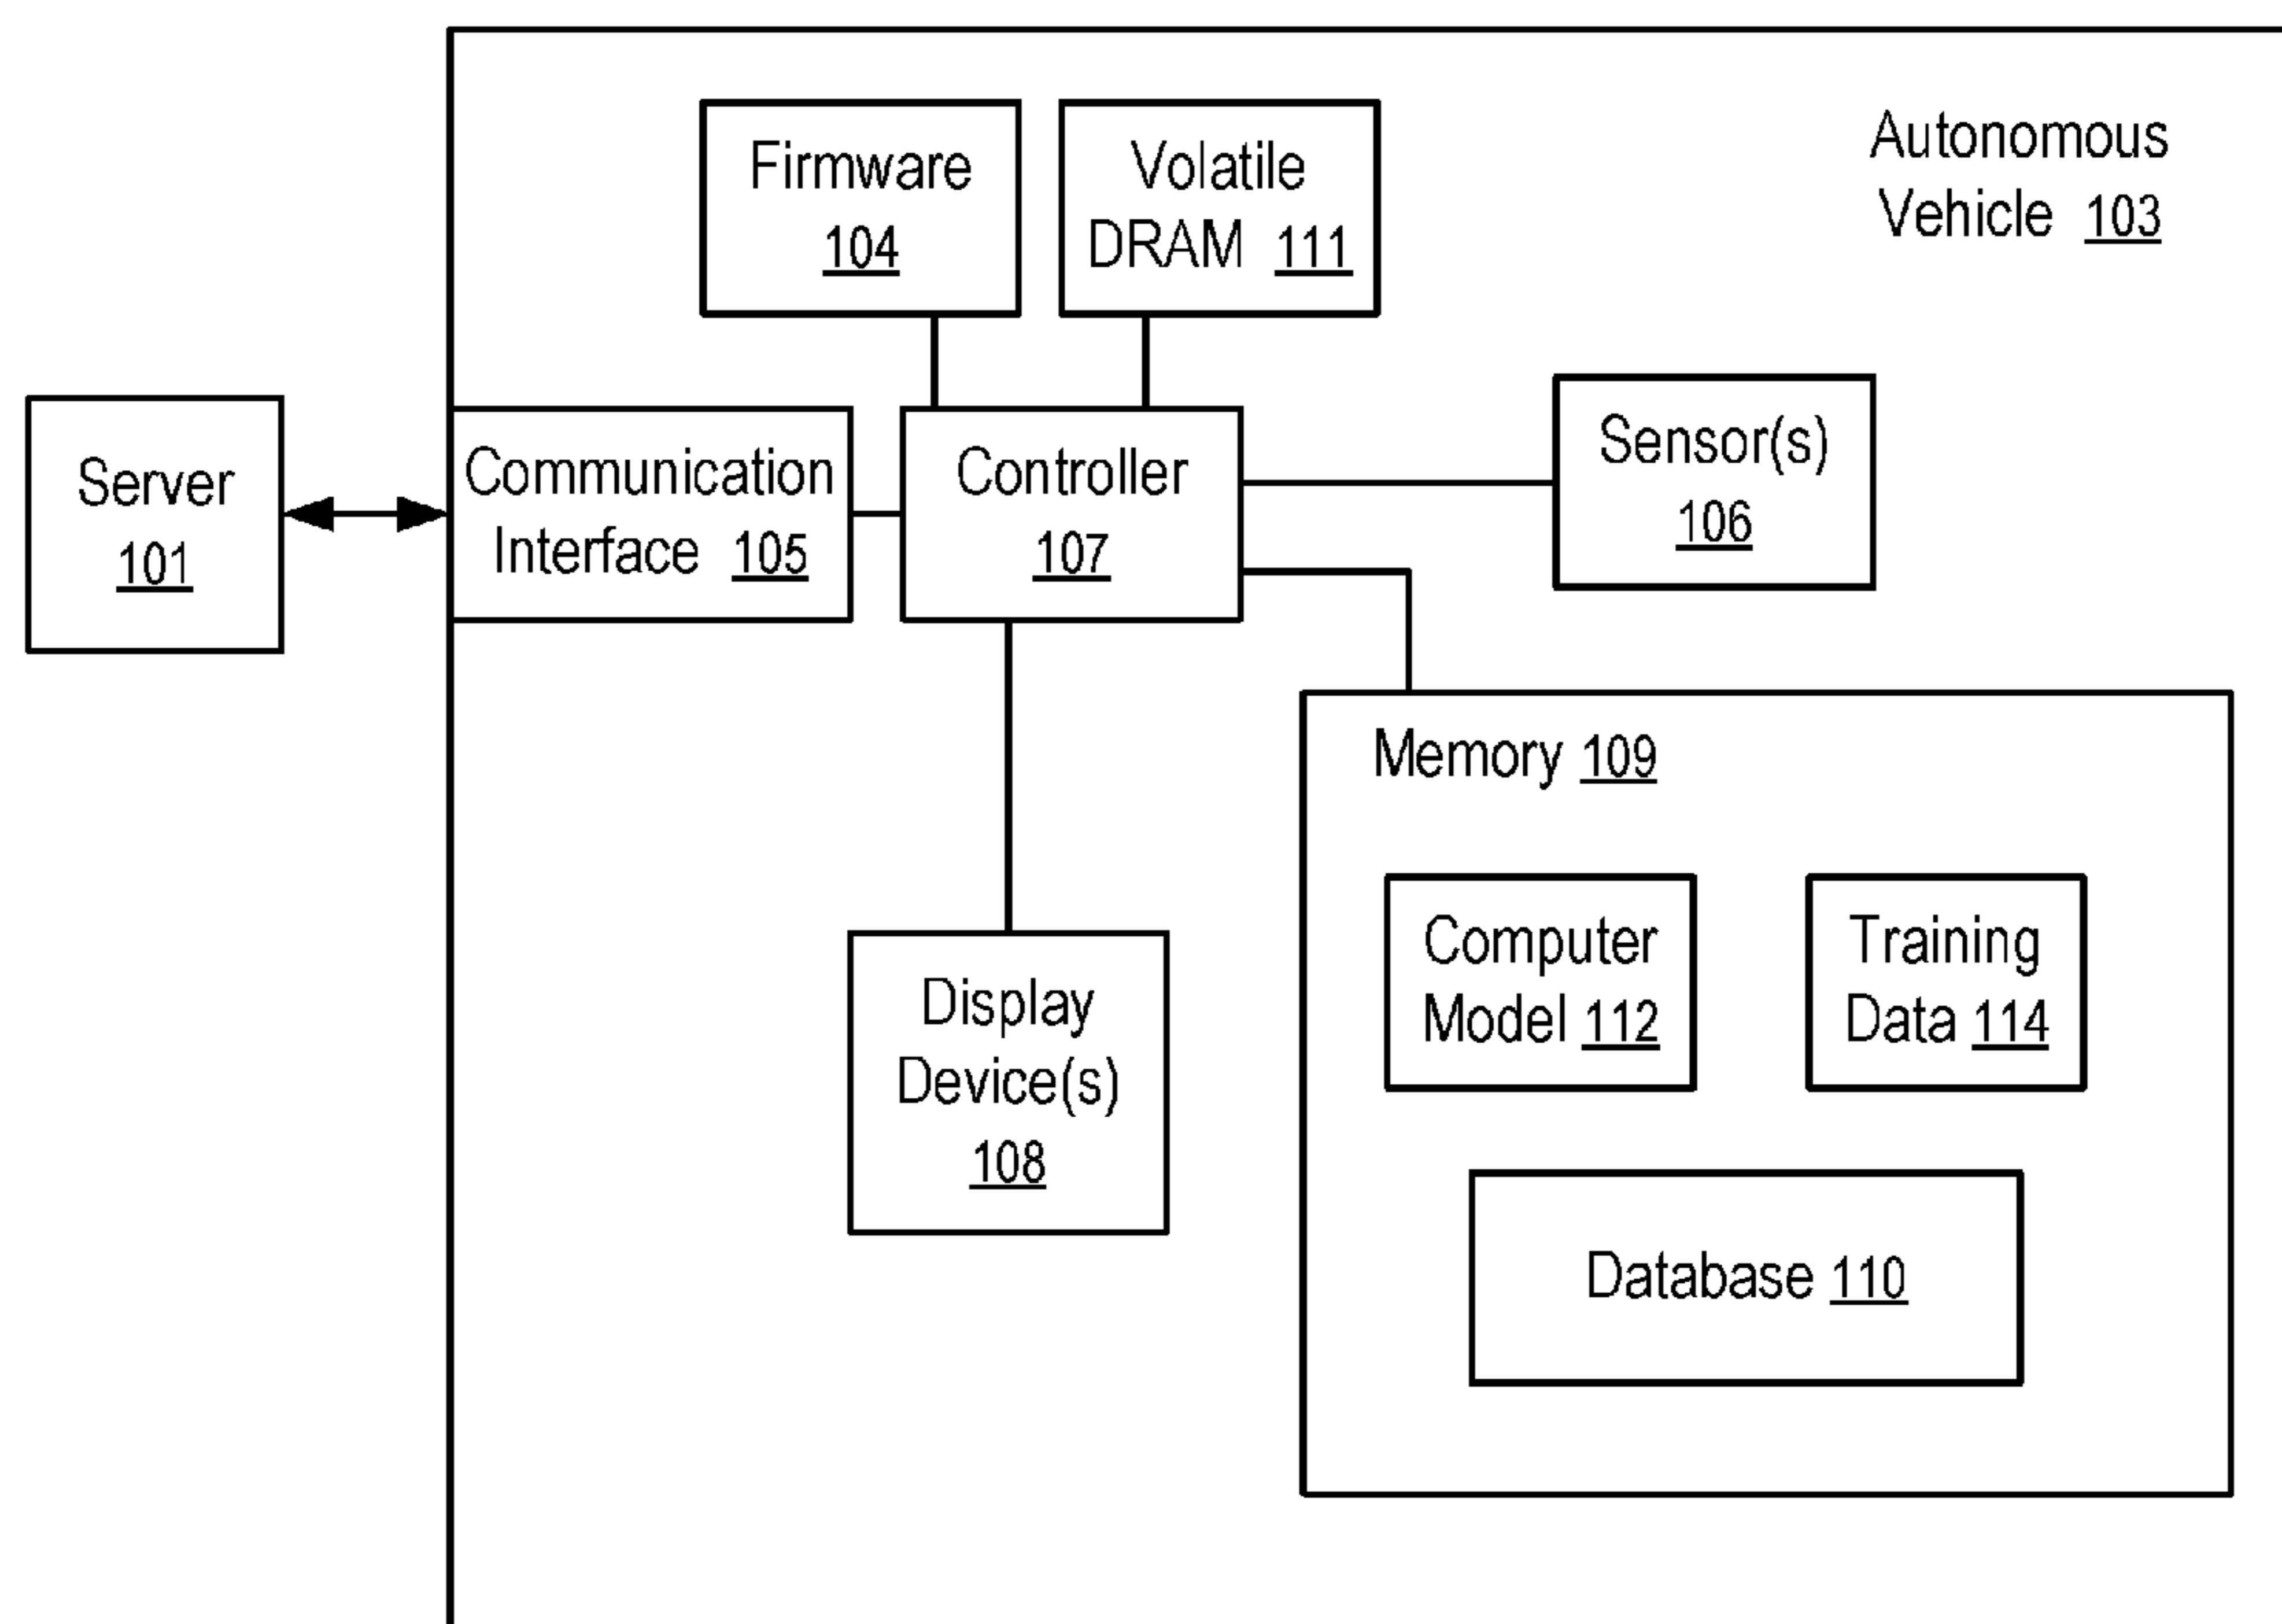 Autonomous
Vehicle 103
Firmware
104
Volatile
DRAM 111
Server
101
Communication
Interface 105
Controller
107
Sensor(s)
106
Memory 109
Computer
Model 112
Training
Data 114
Display
Device(s)
108
Database 110